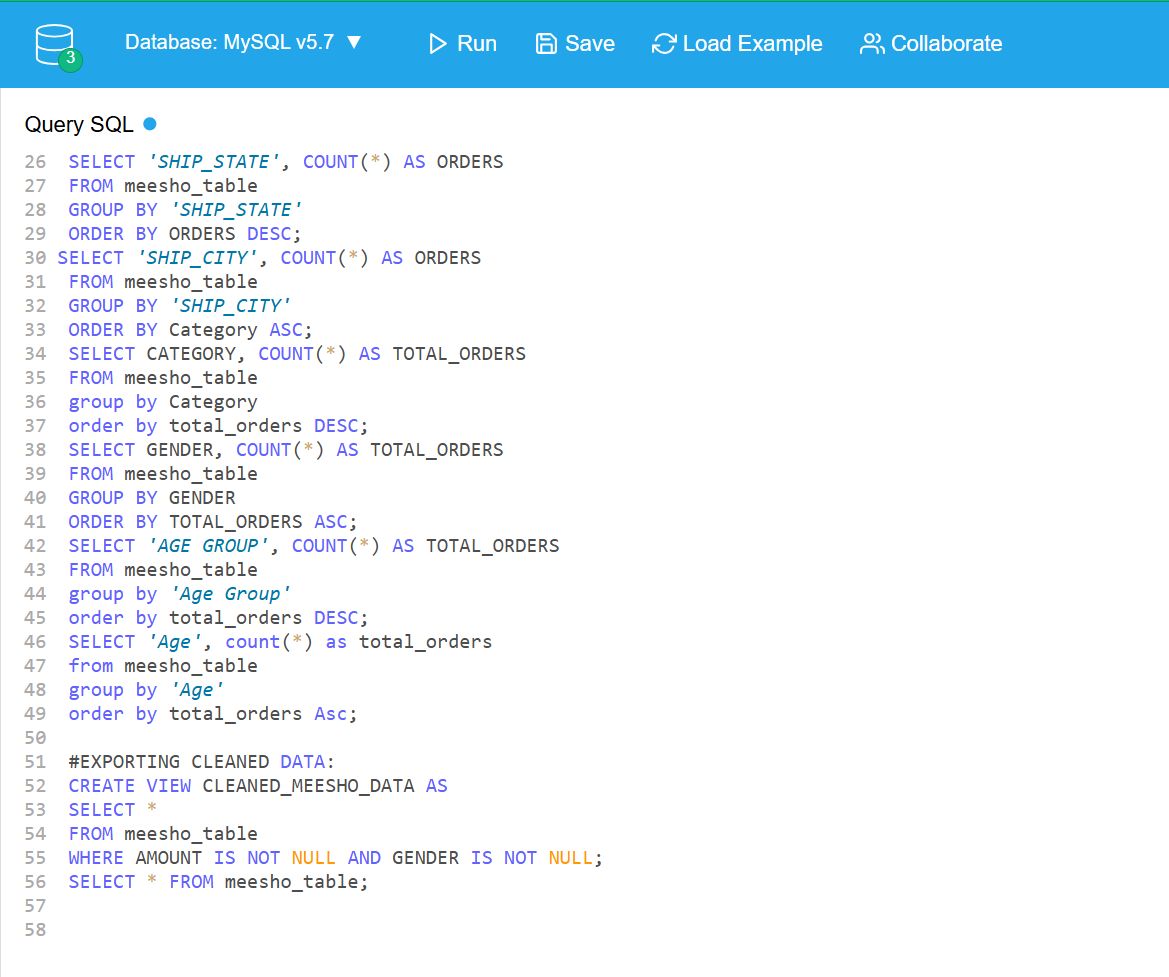 Database: MySQL v5.7 ▼ Run Save Load Example Collaborate
3
Query SQL
26 SELECT 'SHIP_STATE', COUNT(*) AS ORDERS
27 FROM meesho_table
28 GROUP BY 'SHIP_STATE'
29 ORDER BY ORDERS DESC;
30 SELECT 'SHIP_CITY', COUNT(*) AS ORDERS
31 FROM meesho_table
32 GROUP BY 'SHIP_CITY'
33 ORDER BY Category ASC;
34 SELECT CATEGORY, COUNT(*) AS TOTAL_ORDERS
35 FROM meesho_table
36 group by Category
37 order by total_orders DESC;
38 SELECT GENDER, COUNT(*) AS TOTAL_ORDERS
39 FROM meesho_table
40 GROUP BY GENDER
41 ORDER BY TOTAL_ORDERS ASC;
42 SELECT 'AGE GROUP', COUNT(*) AS TOTAL_ORDERS
43 FROM meesho_table
44 group by 'Age Group'
45 order by total_orders DESC;
46 SELECT 'Age', count(*) as total_orders
47 from meesho_table
48 group by 'Age'
49 order by total_orders Asc;
50
51 #EXPORTING CLEANED DATA:
52 CREATE VIEW CLEANED_MEESHO_DATA AS
53 SELECT *
54 FROM meesho_table
55 WHERE AMOUNT IS NOT NULL AND GENDER IS NOT NULL;
56 SELECT * FROM meesho_table;
57
58